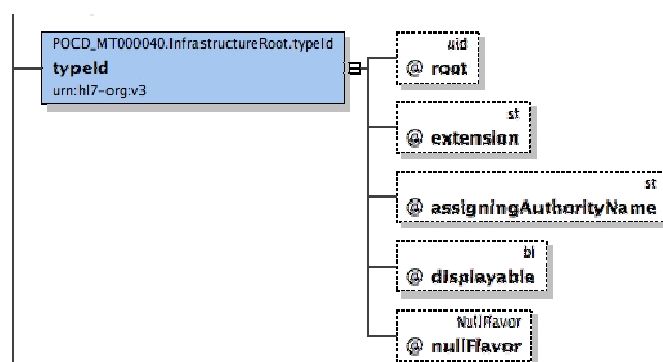 POCD_MT000040.InfrastructureRoot.typeId
typeId
urn:hl7-org:v3
uid
@ root
st
@ extension
st
@ assigningAuthorityName
bl
@ displayable
NullFlavor
@ nullFlavor